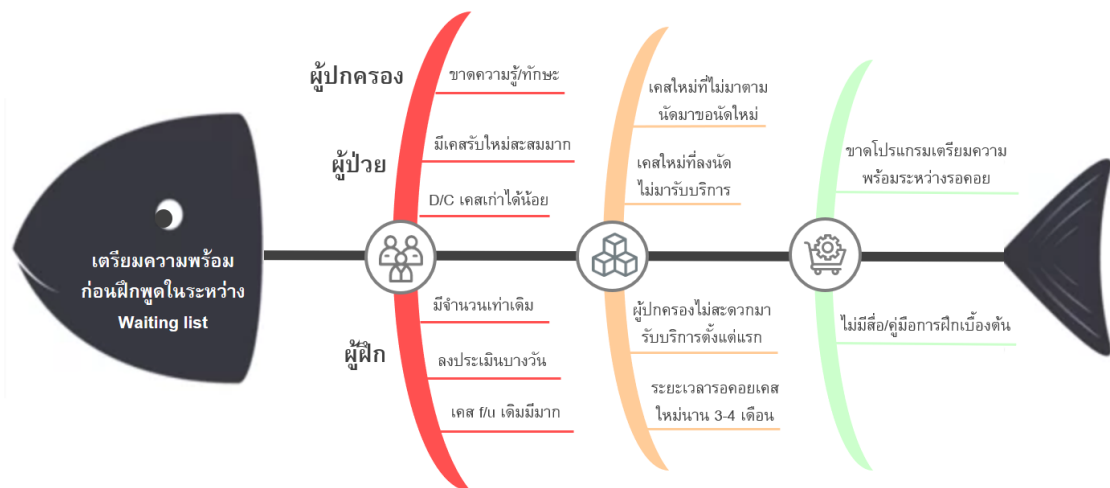 เตรียมความพร้อม
ก่อนฝึกพูดในระหว่าง
Waiting list
ผู้ปกครอง
ขาดความรู้/ทักษะ
ผู้ป่วย
มีเคสรับใหม่สะสมมาก
D/C เคสเก่าได้น้อย
ผู้ฝึก
มีจำนวนเท่าเดิม
ลงประเมินบางวัน
เคส f/u เดิมมีมาก
เคสใหม่ที่ไม่มาตาม
นัดมาขอนัดใหม่
เคสใหม่ที่ลงนัด
ไม่มารับบริการ
ผู้ปกครองไม่สะดวกมา
รับบริการตั้งแต่แรก
ระยะเวลารอคอยเคส
ใหม่นาน 3-4 เดือน
ขาดโปรแกรมเตรียมความ
พร้อมระหว่างรอคอย
ไม่มีสื่อ/คู่มือการฝึกเบื้องต้น